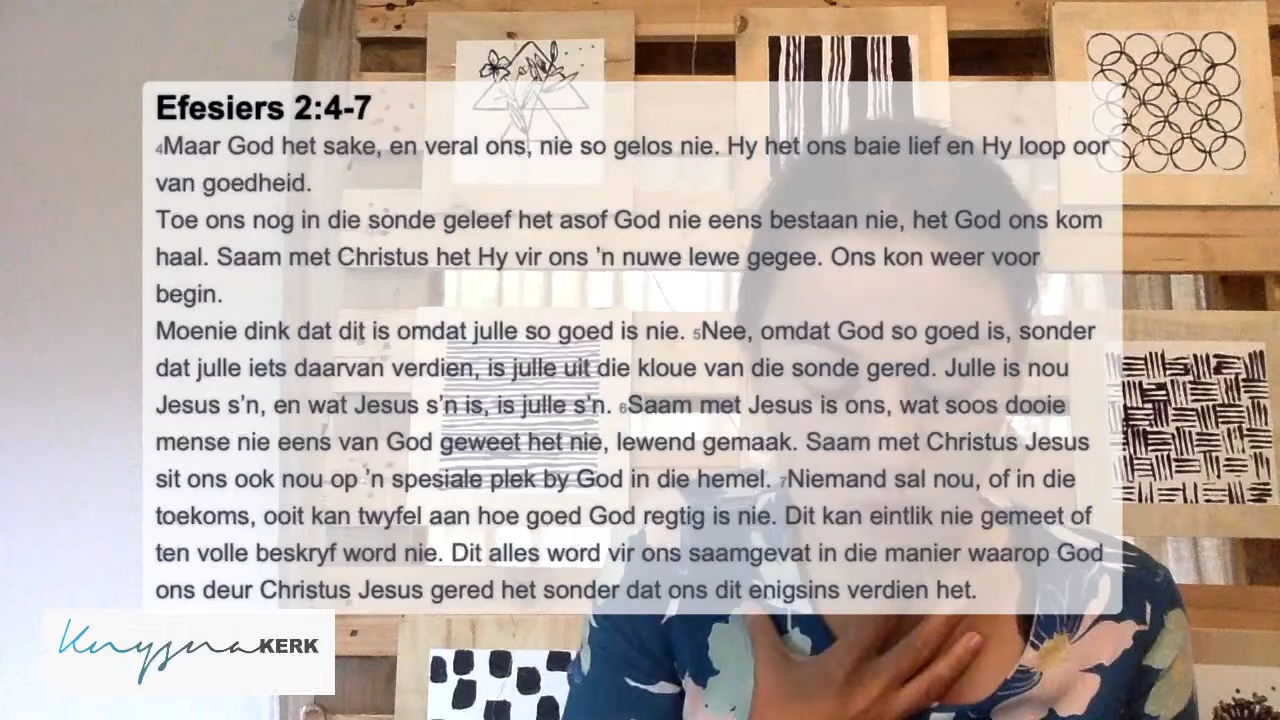 Efesiers 2:4-7
4Maar God het sake, en veral ons, nie so gelos nie. Hy het ons baie lief en Hy loop oor
van goedheid.
Toe ons nog in die sonde geleef het asof God nie eens bestaan nie, het God ons kom
haal. Saam met Christus het Hy vir ons ’n nuwe lewe gegee. Ons kon weer voor
begin.
Moenie dink dat dit is omdat julle so goed is nie. 5Nee, omdat God so goed is, sonder
dat julle iets daarvan verdien, is julle uit die kloue van die sonde gered. Julle is nou
Jesus s’n, en wat Jesus s’n is, is julle s’n. 6Saam met Jesus is ons, wat soos dooie
mense nie eens van God geweet het nie, lewend gemaak. Saam met Christus Jesus
sit ons ook nou op ’n spesiale plek by God in die hemel. 7Niemand sal nou, of in die
toekoms, ooit kan twyfel aan hoe goed God regtig is nie. Dit kan eintlik nie gemeet of
ten volle beskryf word nie. Dit alles word vir ons saamgevat in die manier waarop God
ons deur Christus Jesus gered het sonder dat ons dit enigsins verdien het.
Knysna KERK